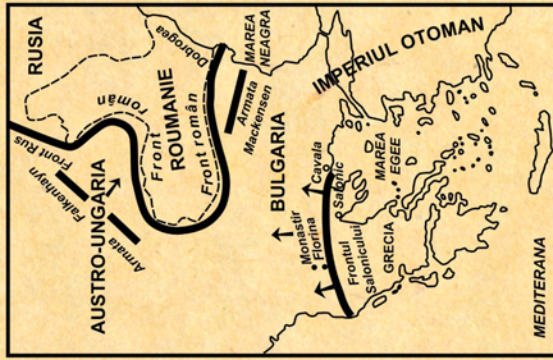 RUSIA
Dobrogea
MAREA
NEAGRA
Front Rus
Front român
ROUMANIE
Front român
Armata Falkenhayn
AUSTRO-UNGARIA
Armata
Mackensen
BULGARIA
IMPERIUL OTOMAN
Monastir
Florina
Cavala
Salonic
Frontul
Salonicului
MAREA
EGEE
GRECIA
MEDITERANA